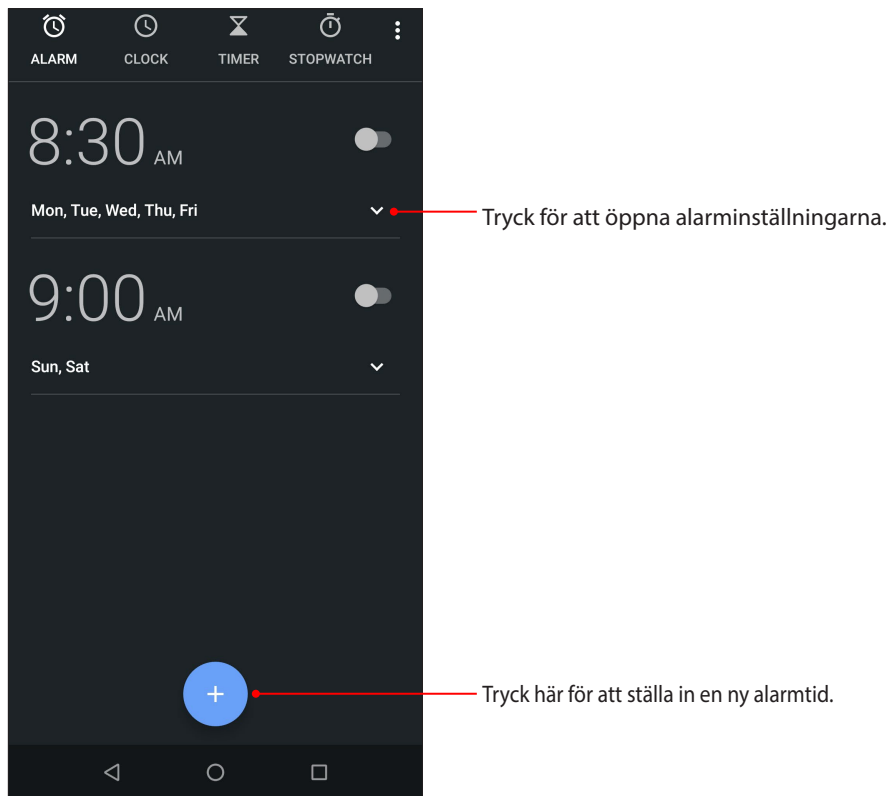 ALARM CLOCK TIMER STOPWATCH
8:30 AM
Mon, Tue, Wed, Thu, Fri
Tryck för att öppna alarminställningarna.
9:00 AM
Sun, Sat
+
Tryck här för att ställa in en ny alarmtid.